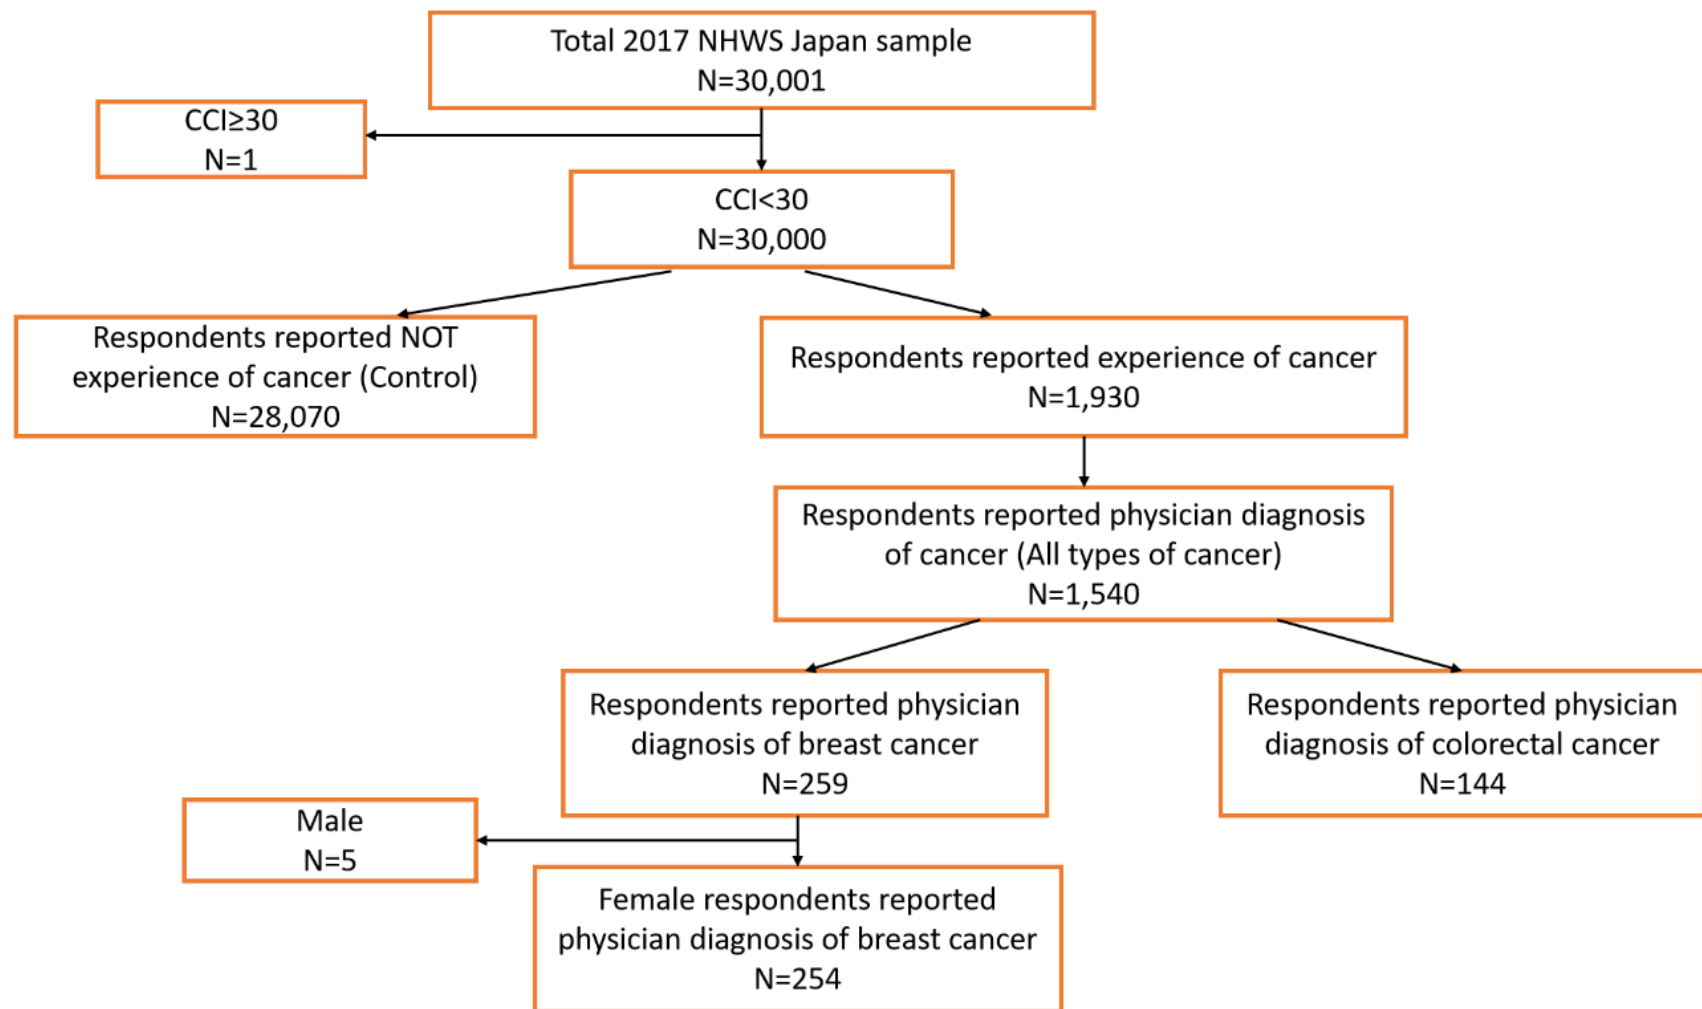 Total 2017 NHWS Japan sample
N=30,001
CCI≥30
N=1
CCI<30
N=30,000
Respondents reported NOT
experience of cancer (Control)
N=28,070
Respondents reported experience of cancer
N=1,930
Respondents reported physician diagnosis
of cancer (All types of cancer)
N=1,540
Respondents reported physician
diagnosis of breast cancer
N=259
Respondents reported physician
diagnosis of colorectal cancer
N=144
Male
N=5
Female respondents reported
physician diagnosis of breast cancer
N=254